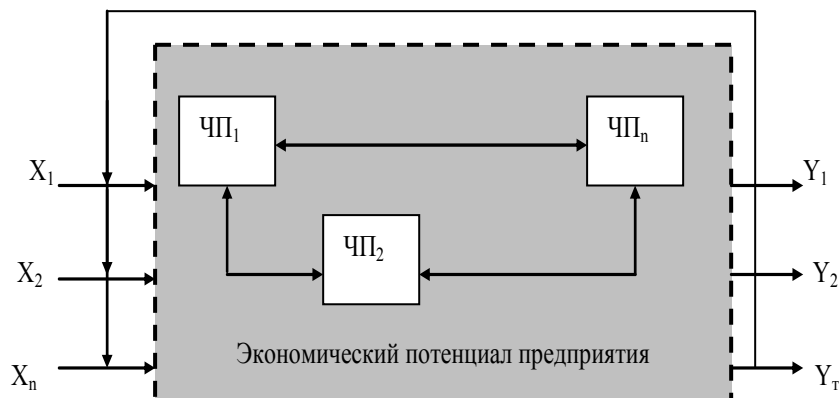 ЧП₁
ЧПₙ
X₁
Y₁
ЧП₂
X₂
Y₂
Экономический потенциал предприятия
Xₙ
Yт